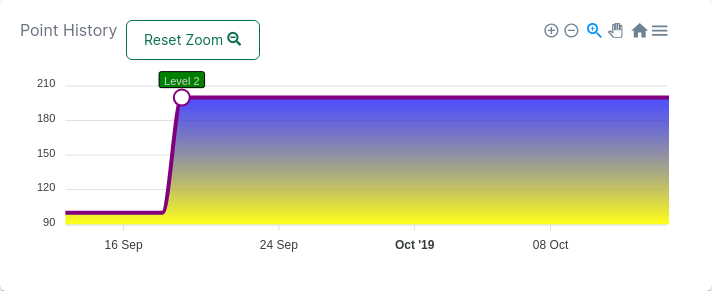 Point History
Reset Zoom
Level 2
210
180
150
120
90
16 Sep
24 Sep
Oct '19
08 Oct